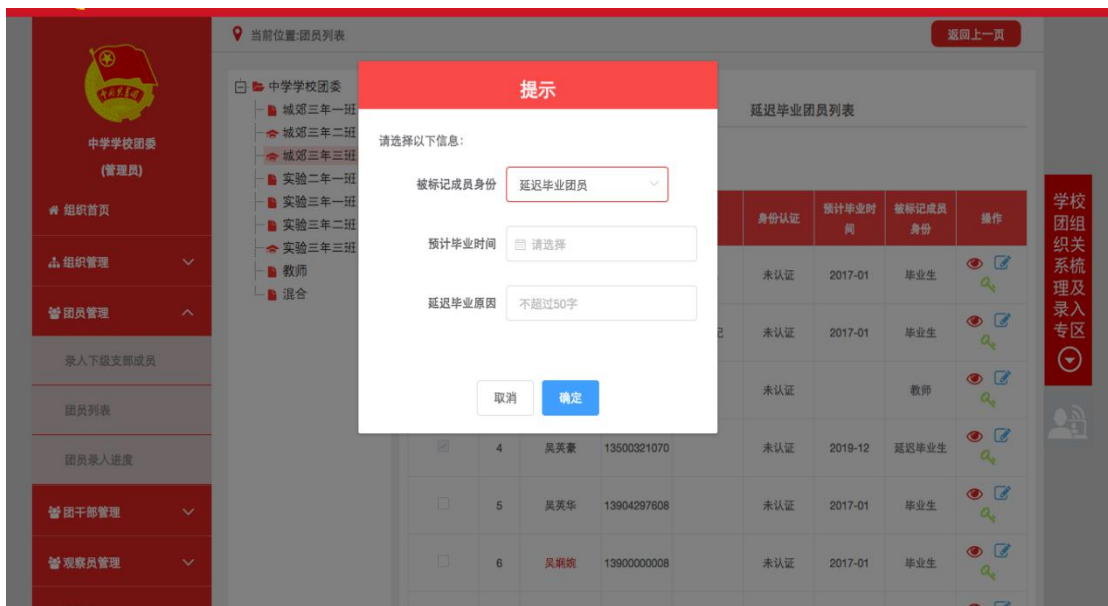 当前位置:团员列表
返回上一页
中学学校团委
(管理员)
组织首页
组织管理
团员管理
录入下级支部成员
团员列表
团员录入进度
团干部管理
观察员管理
中学学校团委
城郊三年一班
城郊三年二班
城郊三年三班
实验二年一班
实验三年一班
实验三年二班
实验三年三班
教师
混合
提示
请选择以下信息:
被标记成员身份 延迟毕业团员
预计毕业时间 请选择
延迟毕业原因 不超过50字
取消 确定
延迟毕业团员列表
身份认证 预计毕业时间 被标记成员身份 操作
未认证 2017-01 毕业生
未认证 2017-01 毕业生
未认证 教师
4 吴英豪 13500321070 未认证 2019-12 延迟毕业生
5 吴英华 13904297608 未认证 2017-01 毕业生
6 吴婀婉 13900000008 未认证 2017-01 毕业生
学校团组织关系梳理及录入专区